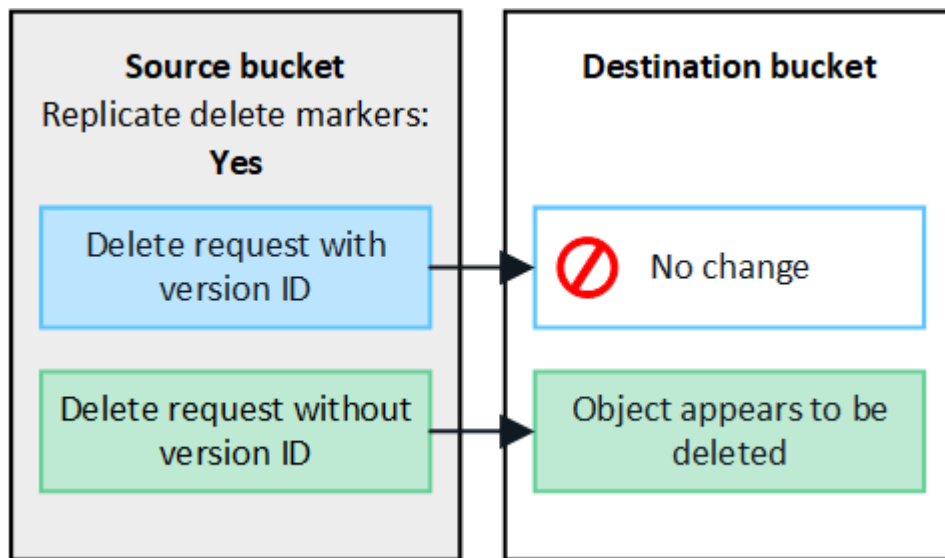 Source bucket
Replicate delete markers:
Yes
Delete request with
version ID
Delete request without
version ID
Destination bucket
No change
Object appears to be
deleted